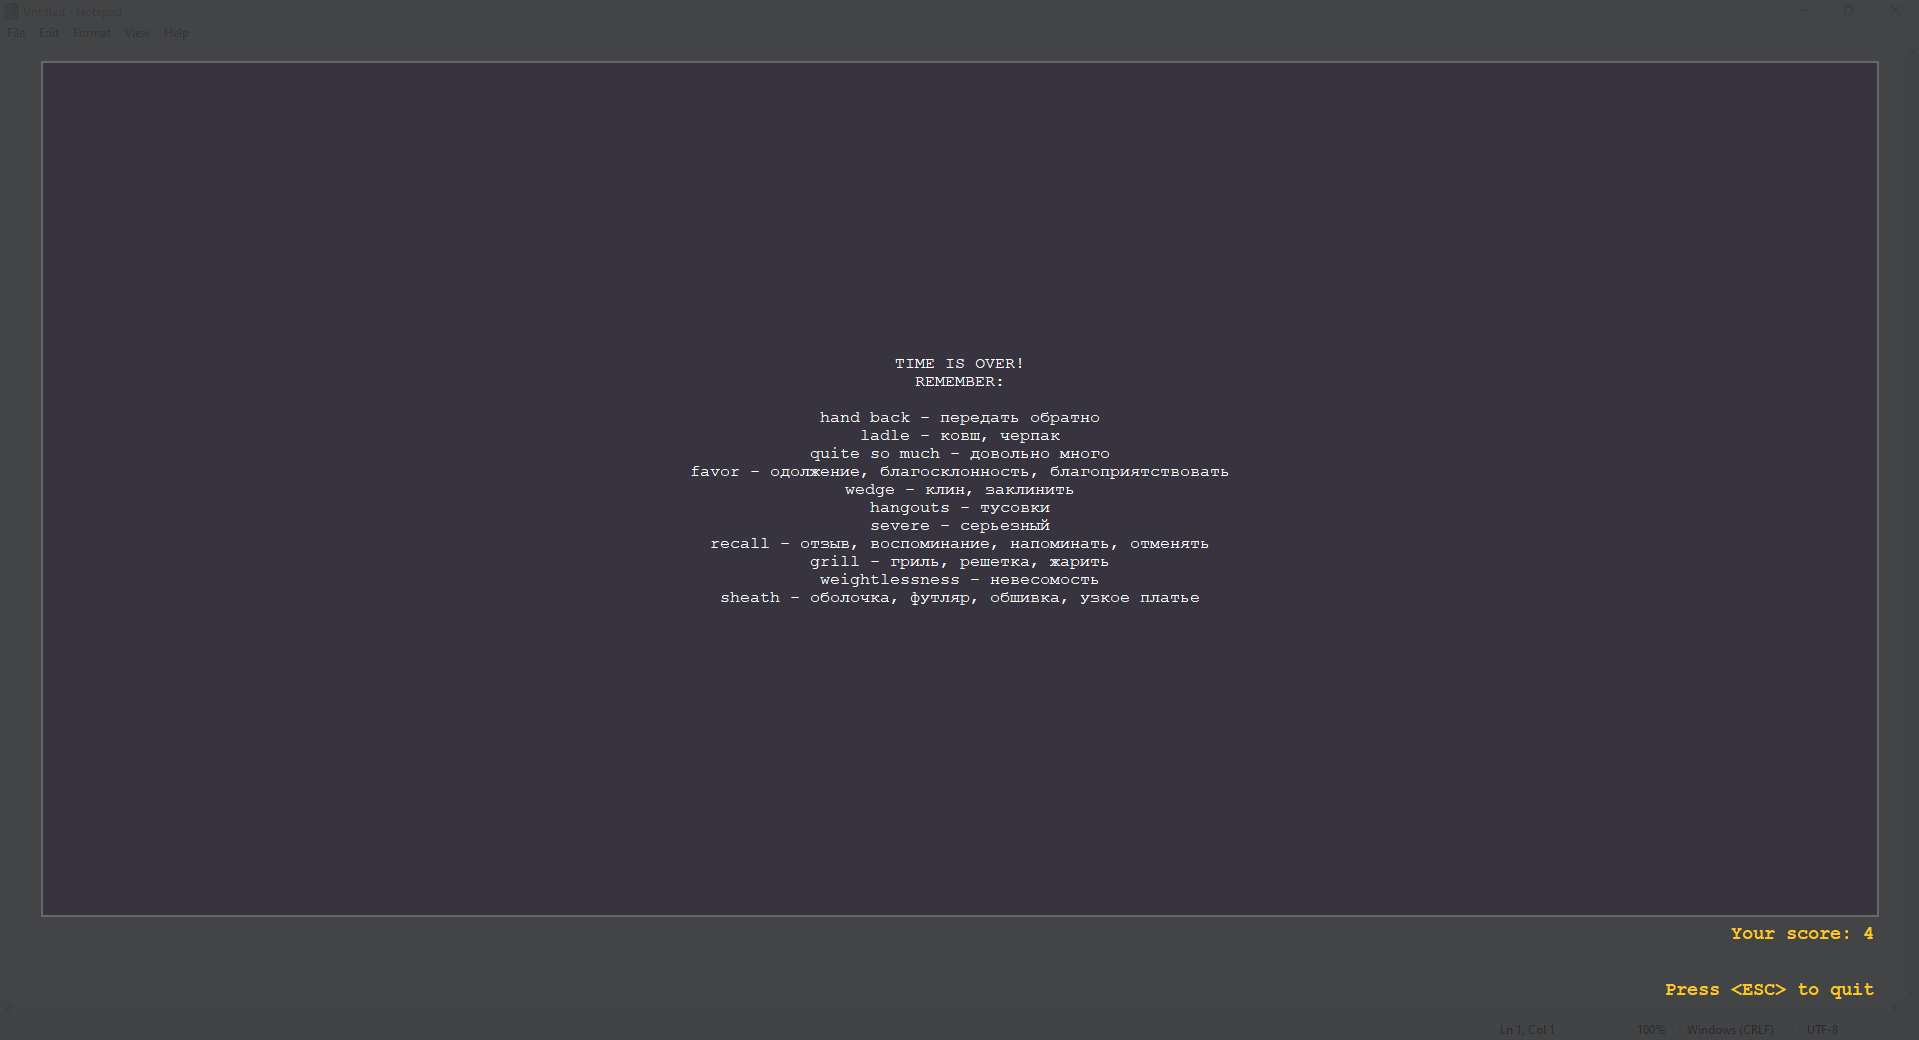 Untitled - Notepad
File Edit Format View Help
TIME IS OVER!
REMEMBER:
hand back - передать обратно
ladle - ковш, черпак
quite so much - довольно много
favor - одолжение, благосклонность, благоприятствовать
wedge - клин, заклинить
hangouts - тусовки
severe - серьезный
recall - отзыв, воспоминание, напоминать, отменять
grill - гриль, решетка, жарить
weightlessness - невесомость
sheath - оболочка, футляр, обшивка, узкое платье
Your score: 4
Press <ESC> to quit
Ln 1, Col 1 100% Windows (CRLF) UTF-8